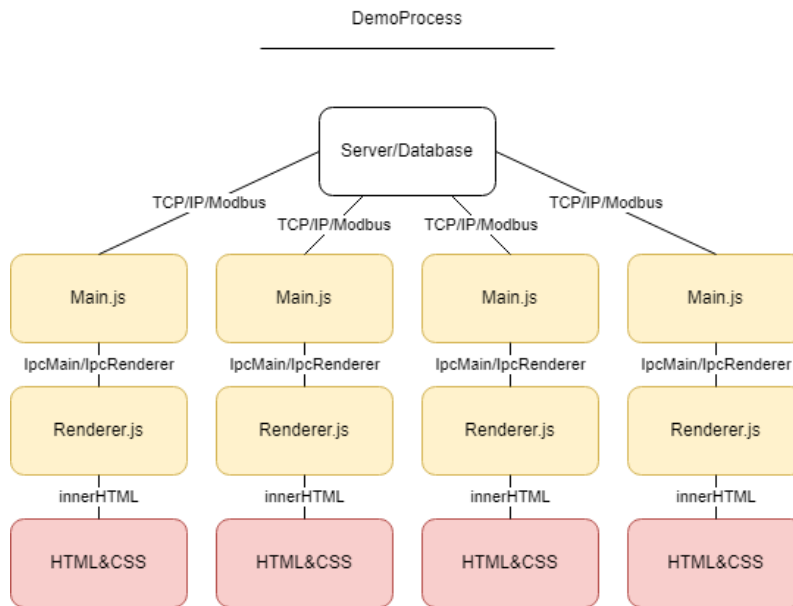 DemoProcess
Server/Database
TCP/IP/Modbus
TCP/IP/Modbus
TCP/IP/Modbus
TCP/IP/Modbus
Main.js
Main.js
Main.js
Main.js
IpcMain/IpcRenderer
IpcMain/IpcRenderer
IpcMain/IpcRenderer
IpcMain/IpcRenderer
Renderer.js
Renderer.js
Renderer.js
Renderer.js
innerHTML
innerHTML
innerHTML
innerHTML
HTML&CSS
HTML&CSS
HTML&CSS
HTML&CSS